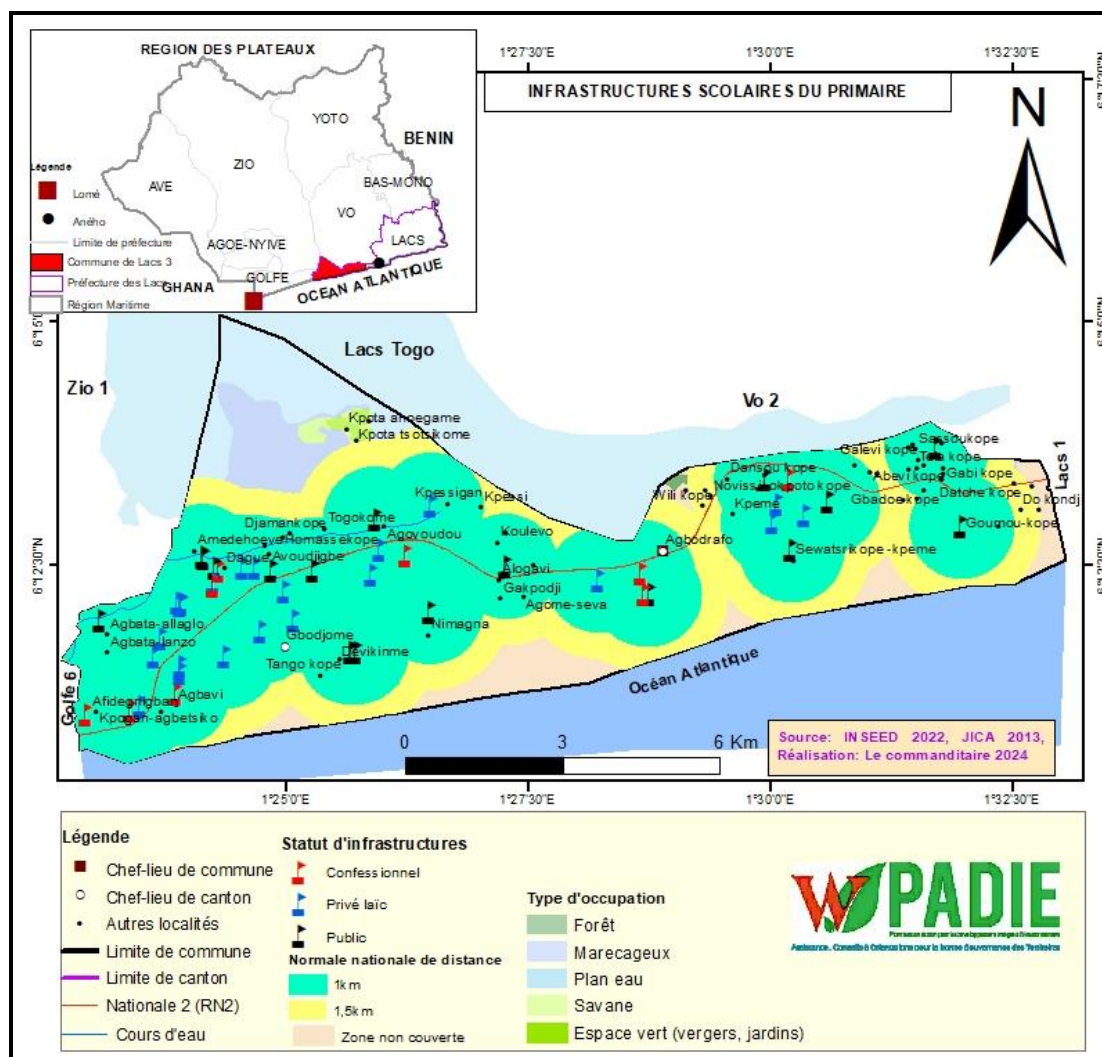 REGION DES PLATEAUX
YOTO
BENIN
ZIO
AVE
BAS-MONO
VO
LACS
AGOE-NYIVE
GOLFE
GHANA
OCEAN ATLANTIQUE
Légende
Lomé
Aného
Limite de préfecture
Commune de Lacs 3
Préfecture des Lacs
Région Maritime
1°27'30"E
1°30'0"E
1°32'30"E
INFRASTRUCTURES SCOLAIRES DU PRIMAIRE
N
6°15'0"N
6°12'30"N
Lacs Togo
Zio 1
Vo 2
Lacs 1
Golfe 6
Kpota tsotsikome
Sassoukope
Galevi kope
Gabi kope
Abevi kope
Dansou kope
Gbadoe-kope
Datche kope
Do kondji
Goumou-kope
Wili kope
Kpeme
Sewatsrikope-kpeme
Kpessigan
Kpessi
Togokome
Djamankope
Agovoudou
Koulevo
Agbodrafo
Dague
Avoudjigbe
Alogavi
Gakpodji
Agome-seva
Agbata-allaglo
Agbata-lanzo
Gbodjome
Nimagna
Devikinme
Tango kope
Agbavi
Kpogan-agbetsiko
Océan Atlantique
0 3 6 Km
Source: INSEED 2022, JICA 2013,
Réalisation: Le commanditaire 2024
1°25'0"E
1°27'30"E
1°30'0"E
1°32'30"E
Légende
Chef-lieu de commune
Chef-lieu de canton
Autres localités
Limite de commune
Limite de canton
Nationale 2 (RN2)
Cours d'eau
Statut d'infrastructures
Confessionnel
Privé laïc
Public
Normale nationale de distance
1km
1,5km
Zone non couverte
Type d'occupation
Forêt
Marecageux
Plan eau
Savane
Espace vert (vergers, jardins)
PADIE